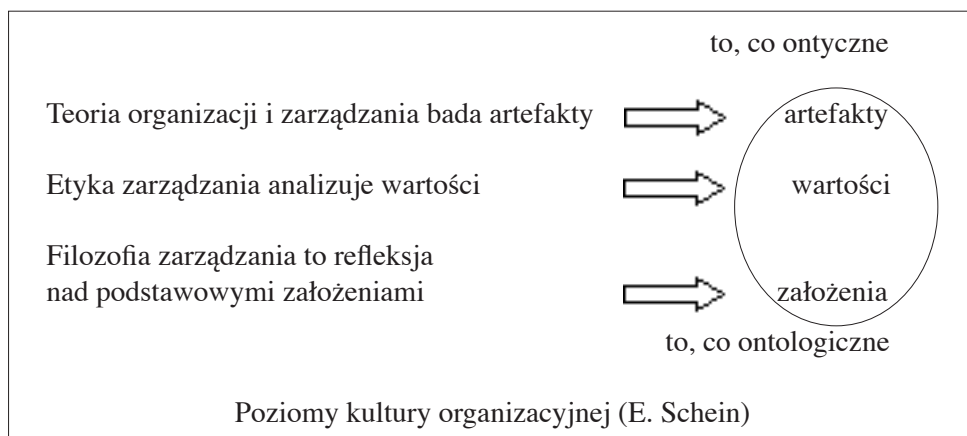 to, co ontyczne
Teoria organizacji i zarządzania bada artefakty
artefakty
Etyka zarządzania analizuje wartości
wartości
Filozofia zarządzania to refleksja
nad podstawowymi założeniami
założenia
to, co ontologiczne
Poziomy kultury organizacyjnej (E. Schein)